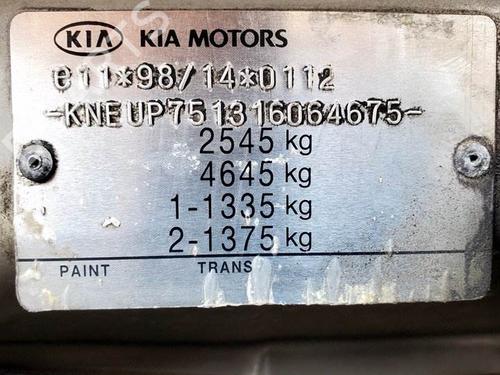 KIA KIA MOTORS
e11*98/14*0112
-KNEUP751316064675-
2545 kg
4645 kg
1-1335 kg
2-1375 kg
PAINT TRANS